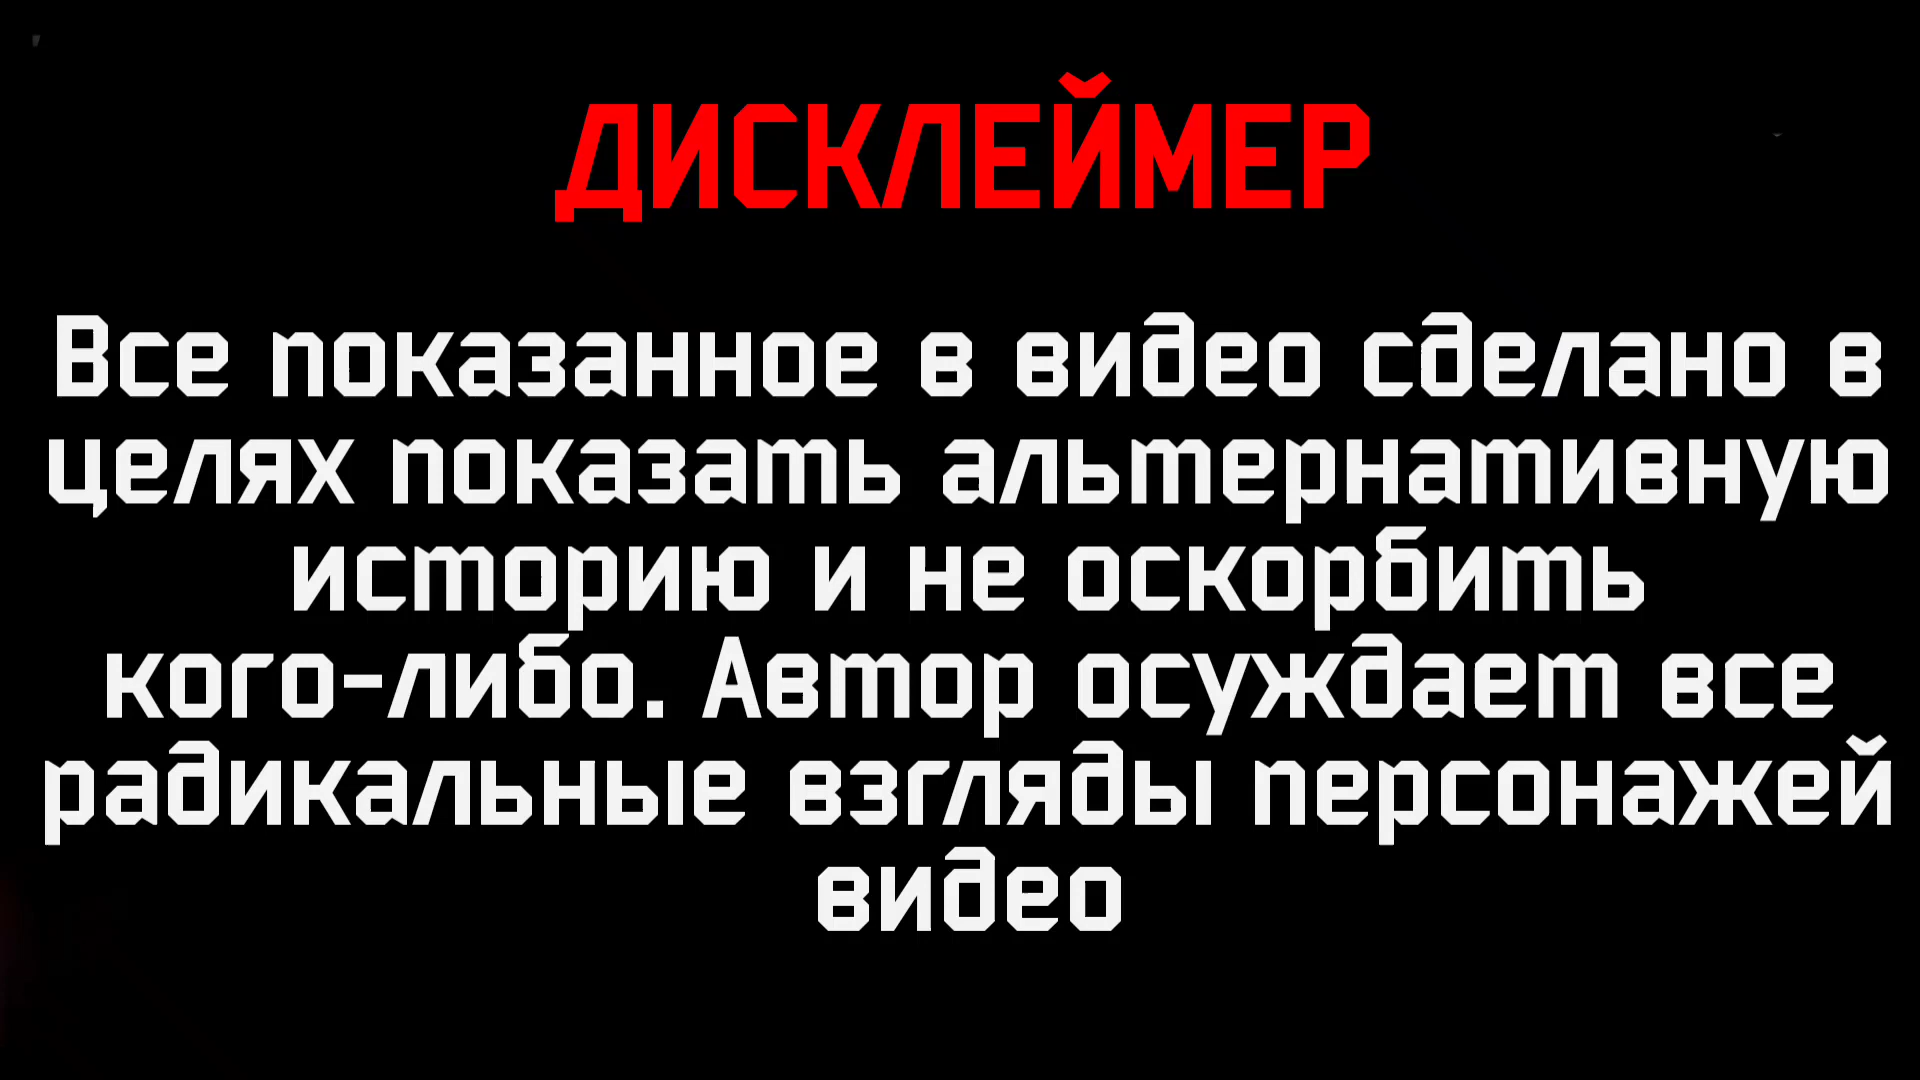 ДИСКЛЕЙМЕР
Все показанное в видео сделано в
целях показать альтернативную
историю и не оскорбить
кого-либо. Автор осуждает все
радикальные взгляды персонажей
видео